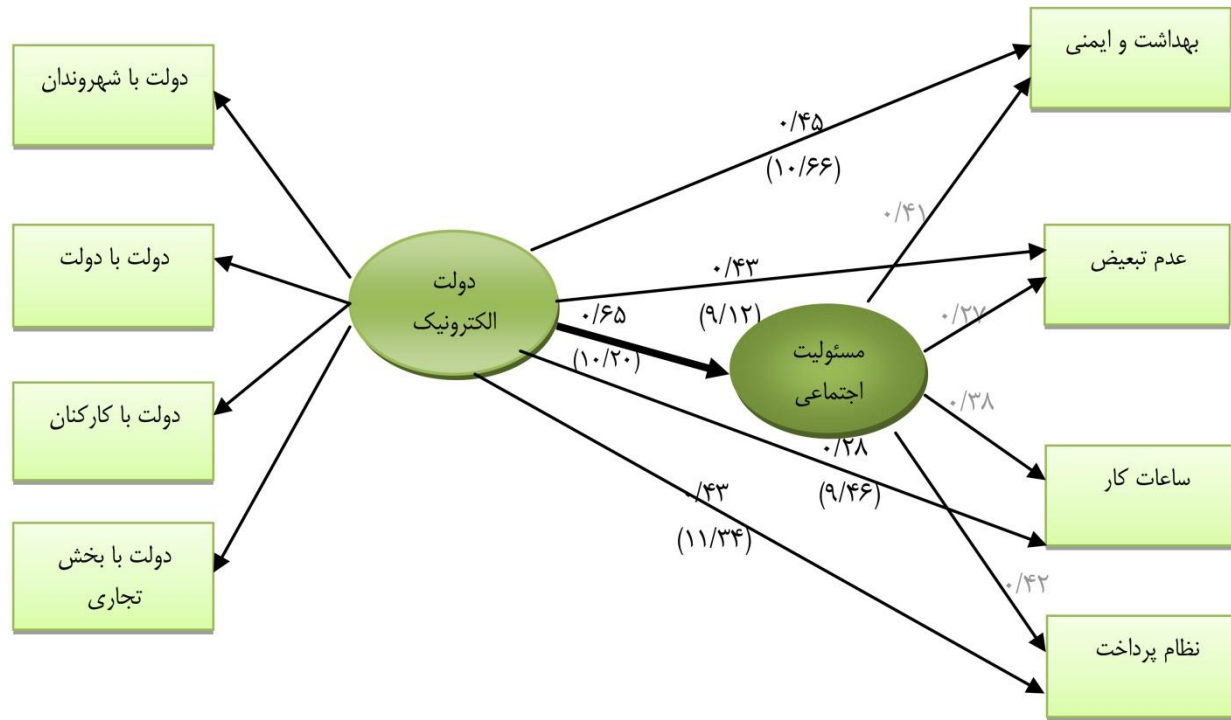 بهداشت و ایمنی
دولت با شهروندان
۰/۴۵
(۱۰/۶۶)
۰/۴۱
عدم تبعیض
دولت با دولت
۰/۴۳
دولت
الکترونیک
۰/۶۵
(۹/۱۲)
۰/۲۷
(۱۰/۲۰)
مسئولیت
اجتماعی
دولت با کارکنان
۰/۳۸
۰/۲۸
(۹/۴۶)
ساعات کار
۰/۴۳
(۱۱/۳۴)
دولت با بخش
تجاری
۰/۴۲
نظام پرداخت